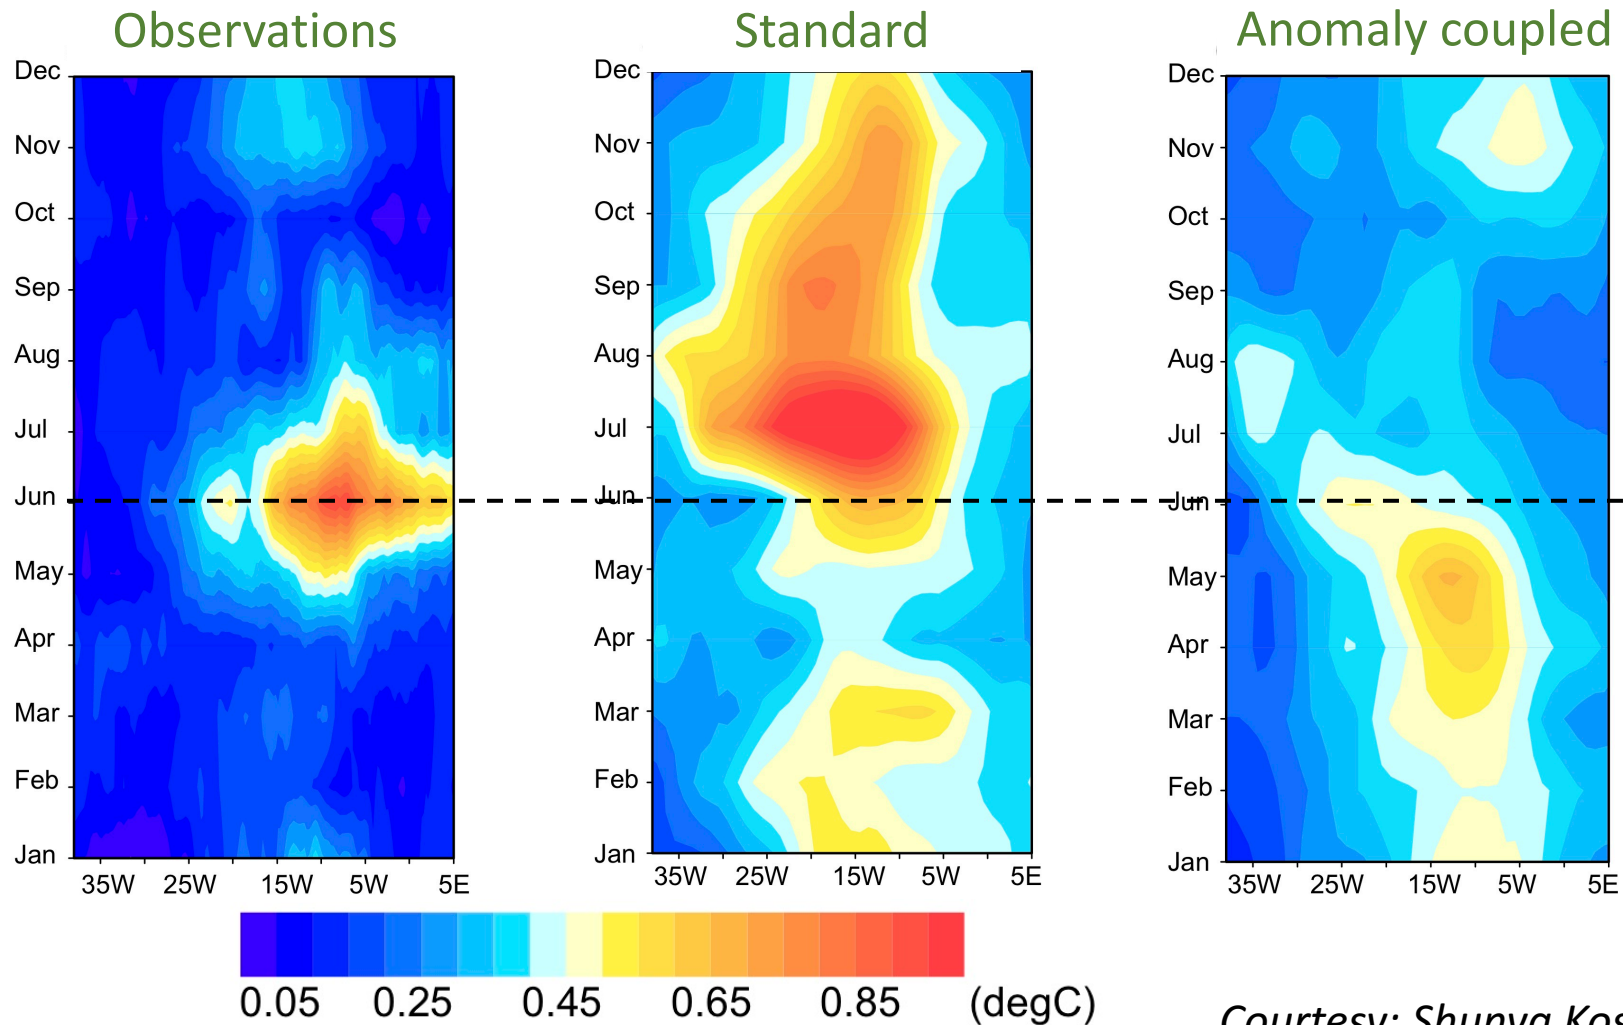 Observations
Standard
Anomaly coupled
Dec
Nov
Oct
Sep
Aug
Jul
Jun
May
Apr
Mar
Feb
Jan
35W 25W 15W 5W 5E
Dec
Nov
Oct
Sep
Aug
Jul
Jun
May
Apr
Mar
Feb
Jan
35W 25W 15W 5W 5E
Dec
Nov
Oct
Sep
Aug
Jul
Jun
May
Apr
Mar
Feb
Jan
35W 25W 15W 5W 5E
0.05 0.25 0.45 0.65 0.85 (degC)
Courtesy: Shunya Kos